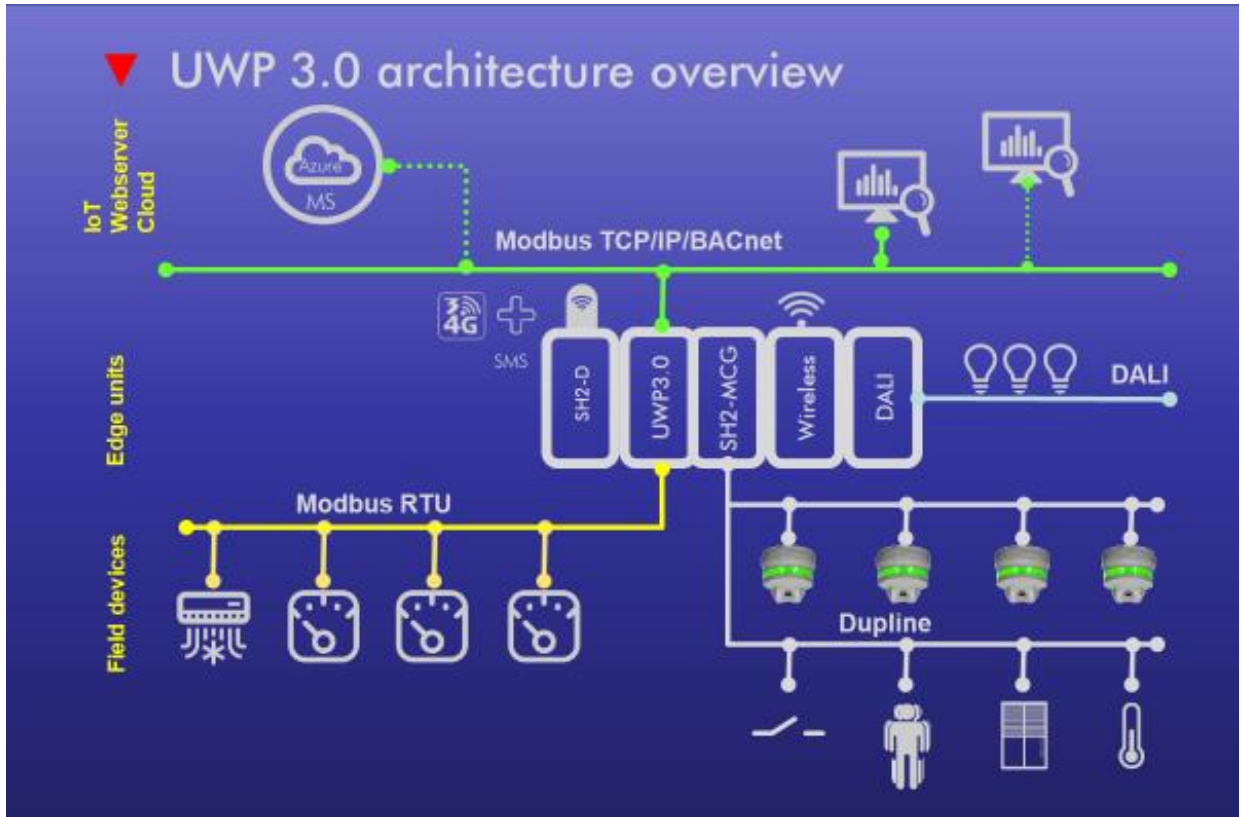 UWP 3.0 architecture overview
IoT
Webserver
Cloud
Azure
MS
Modbus TCP/IP/BACnet
Edge units
3
4G
SMS
SH2-D
UWP3.0
SH2-MCG
Wireless
DALI
DALI
Field devices
Modbus RTU
Dupline